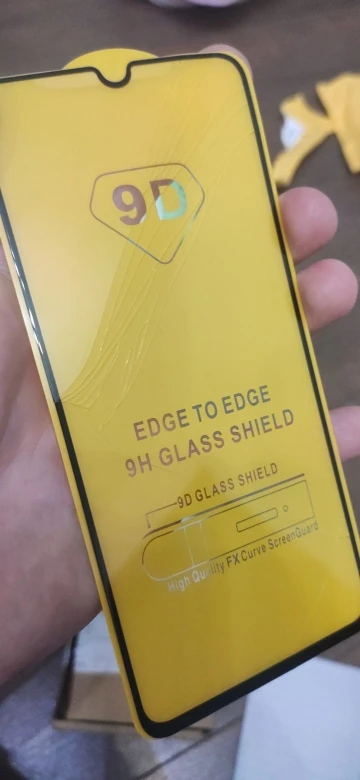 9D
EDGE TO EDGE
9H GLASS SHIELD
9D GLASS SHIELD
High Quality FX Curve ScreenGuard